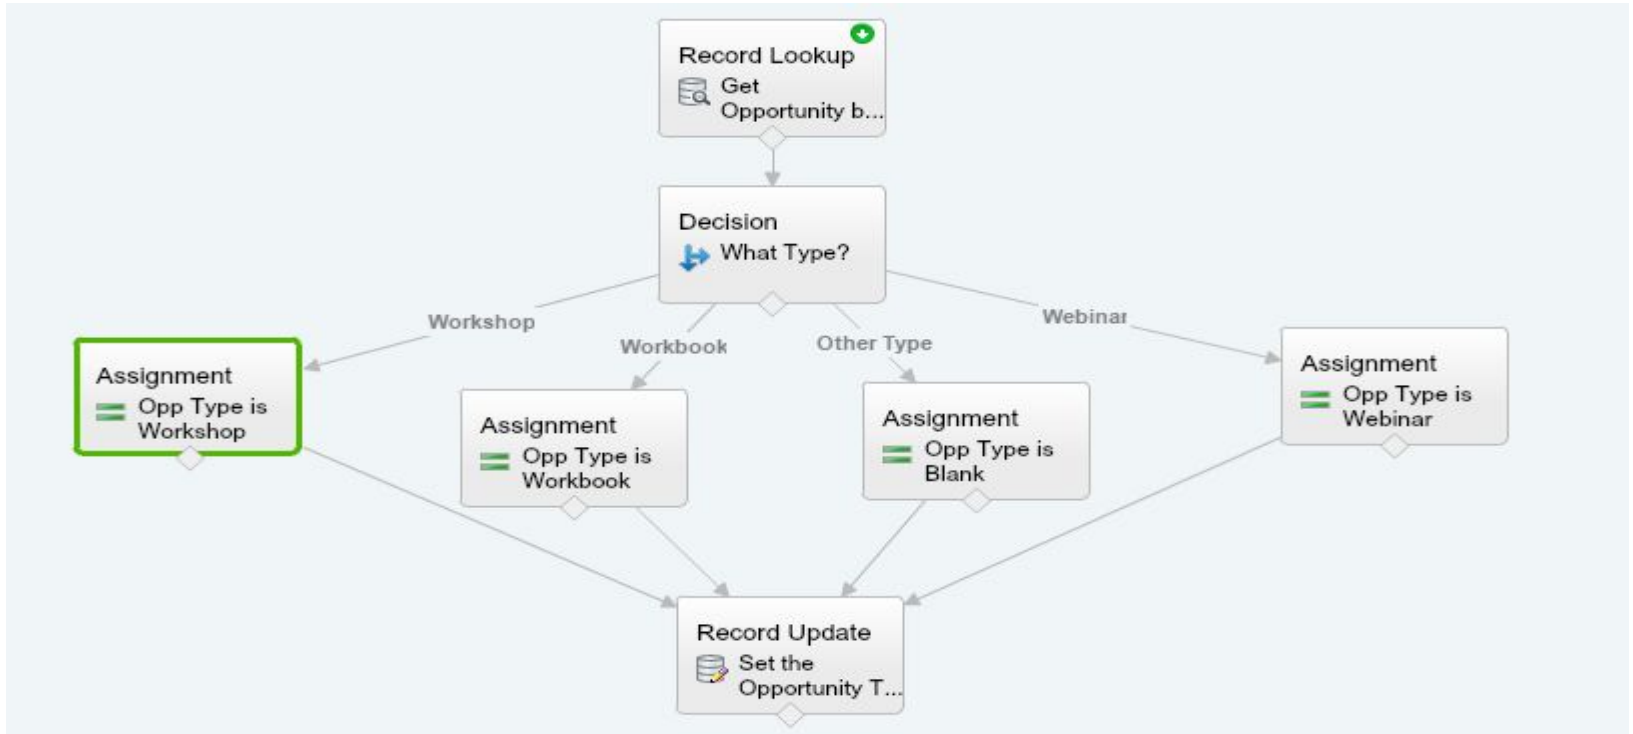 Record Lookup
Get
Opportunity b...
Decision
What Type?
Workshop
Workbook
Other Type
Webinar
Assignment
Opp Type is
Workshop
Assignment
Opp Type is
Workbook
Assignment
Opp Type is
Blank
Assignment
Opp Type is
Webinar
Record Update
Set the
Opportunity T...